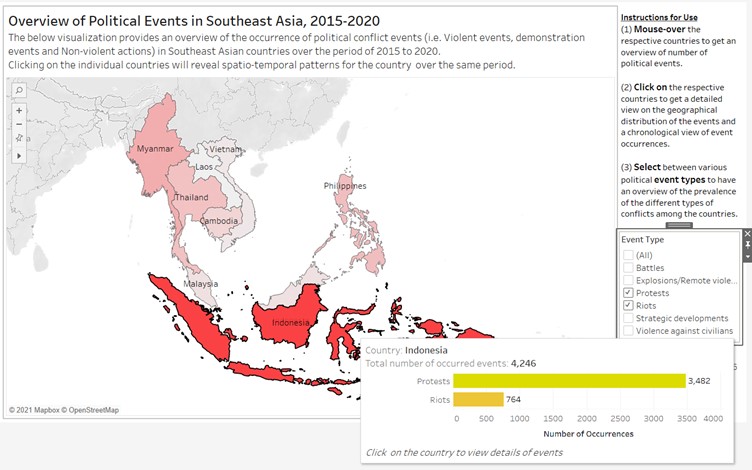 Overview of Political Events in Southeast Asia, 2015-2020
The below visualization provides an overview of the occurrence of political conflict events (i.e. Violent events, demonstration
events and Non-violent actions) in Southeast Asian countries over the period of 2015 to 2020.
Clicking on the individual countries will reveal spatio-temporal patterns for the country over the same period.
Instructions for Use
(1) Mouse-over the
respective countries to get an
overview of number of
political events.
(2) Click on the respective
countries to get a detailed
view on the geographical
distribution of the events and
a chronological view of event
occurrences.
(3) Select between various
political event types to have
an overview of the prevalence
of the different types of
conflicts among the countries.
Event Type
(All)
Battles
Explosions/Remote viole...
Protests
Riots
Strategic developments
Violence against civilians
Myanmar
Vietnam
Laos
Thailand
Philippines
Cambodia
Malaysia
Indonesia
Country: Indonesia
Total number of occurred events: 4,246
Protests 3,482
Riots 764
0 500 1000 1500 2000 2500 3000 3500 4000
Number of Occurrences
Click on the country to view details of events
© 2021 Mapbox © OpenStreetMap